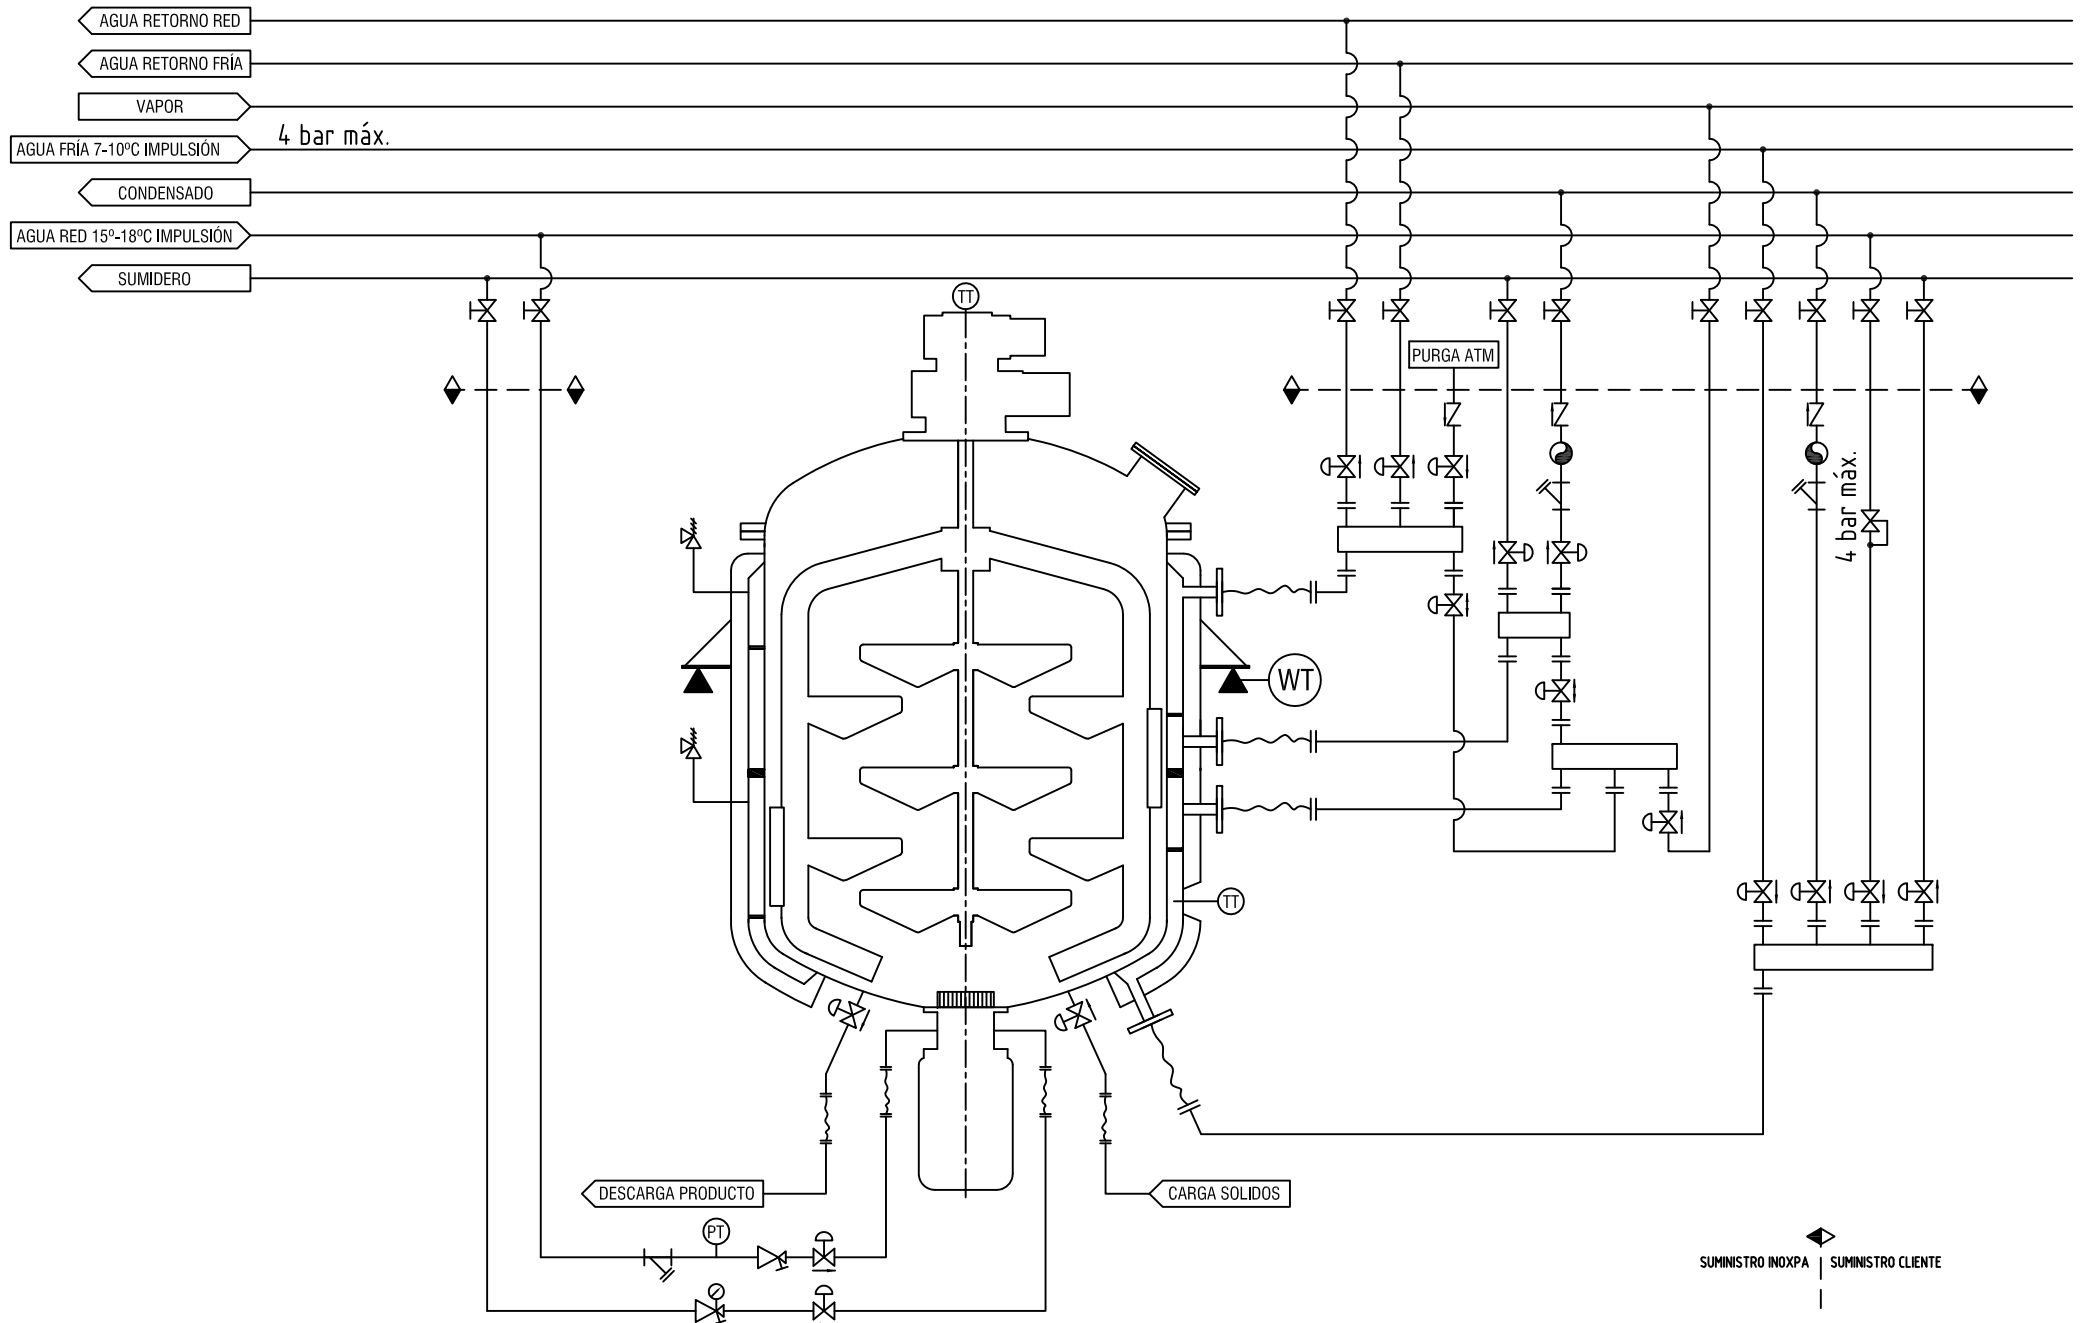 AGUA RETORNO RED
AGUA RETORNO FRÍA
VAPOR
AGUA FRÍA 7-10ºC IMPULSIÓN
4 bar máx.
CONDENSADO
AGUA RED 15º-18ºC IMPULSIÓN
SUMIDERO
TT
PURGA ATM
4 bar máx.
WT
TT
DESCARGA PRODUCTO
CARGA SOLIDOS
PT
SUMINISTRO INOXPA
SUMINISTRO CLIENTE